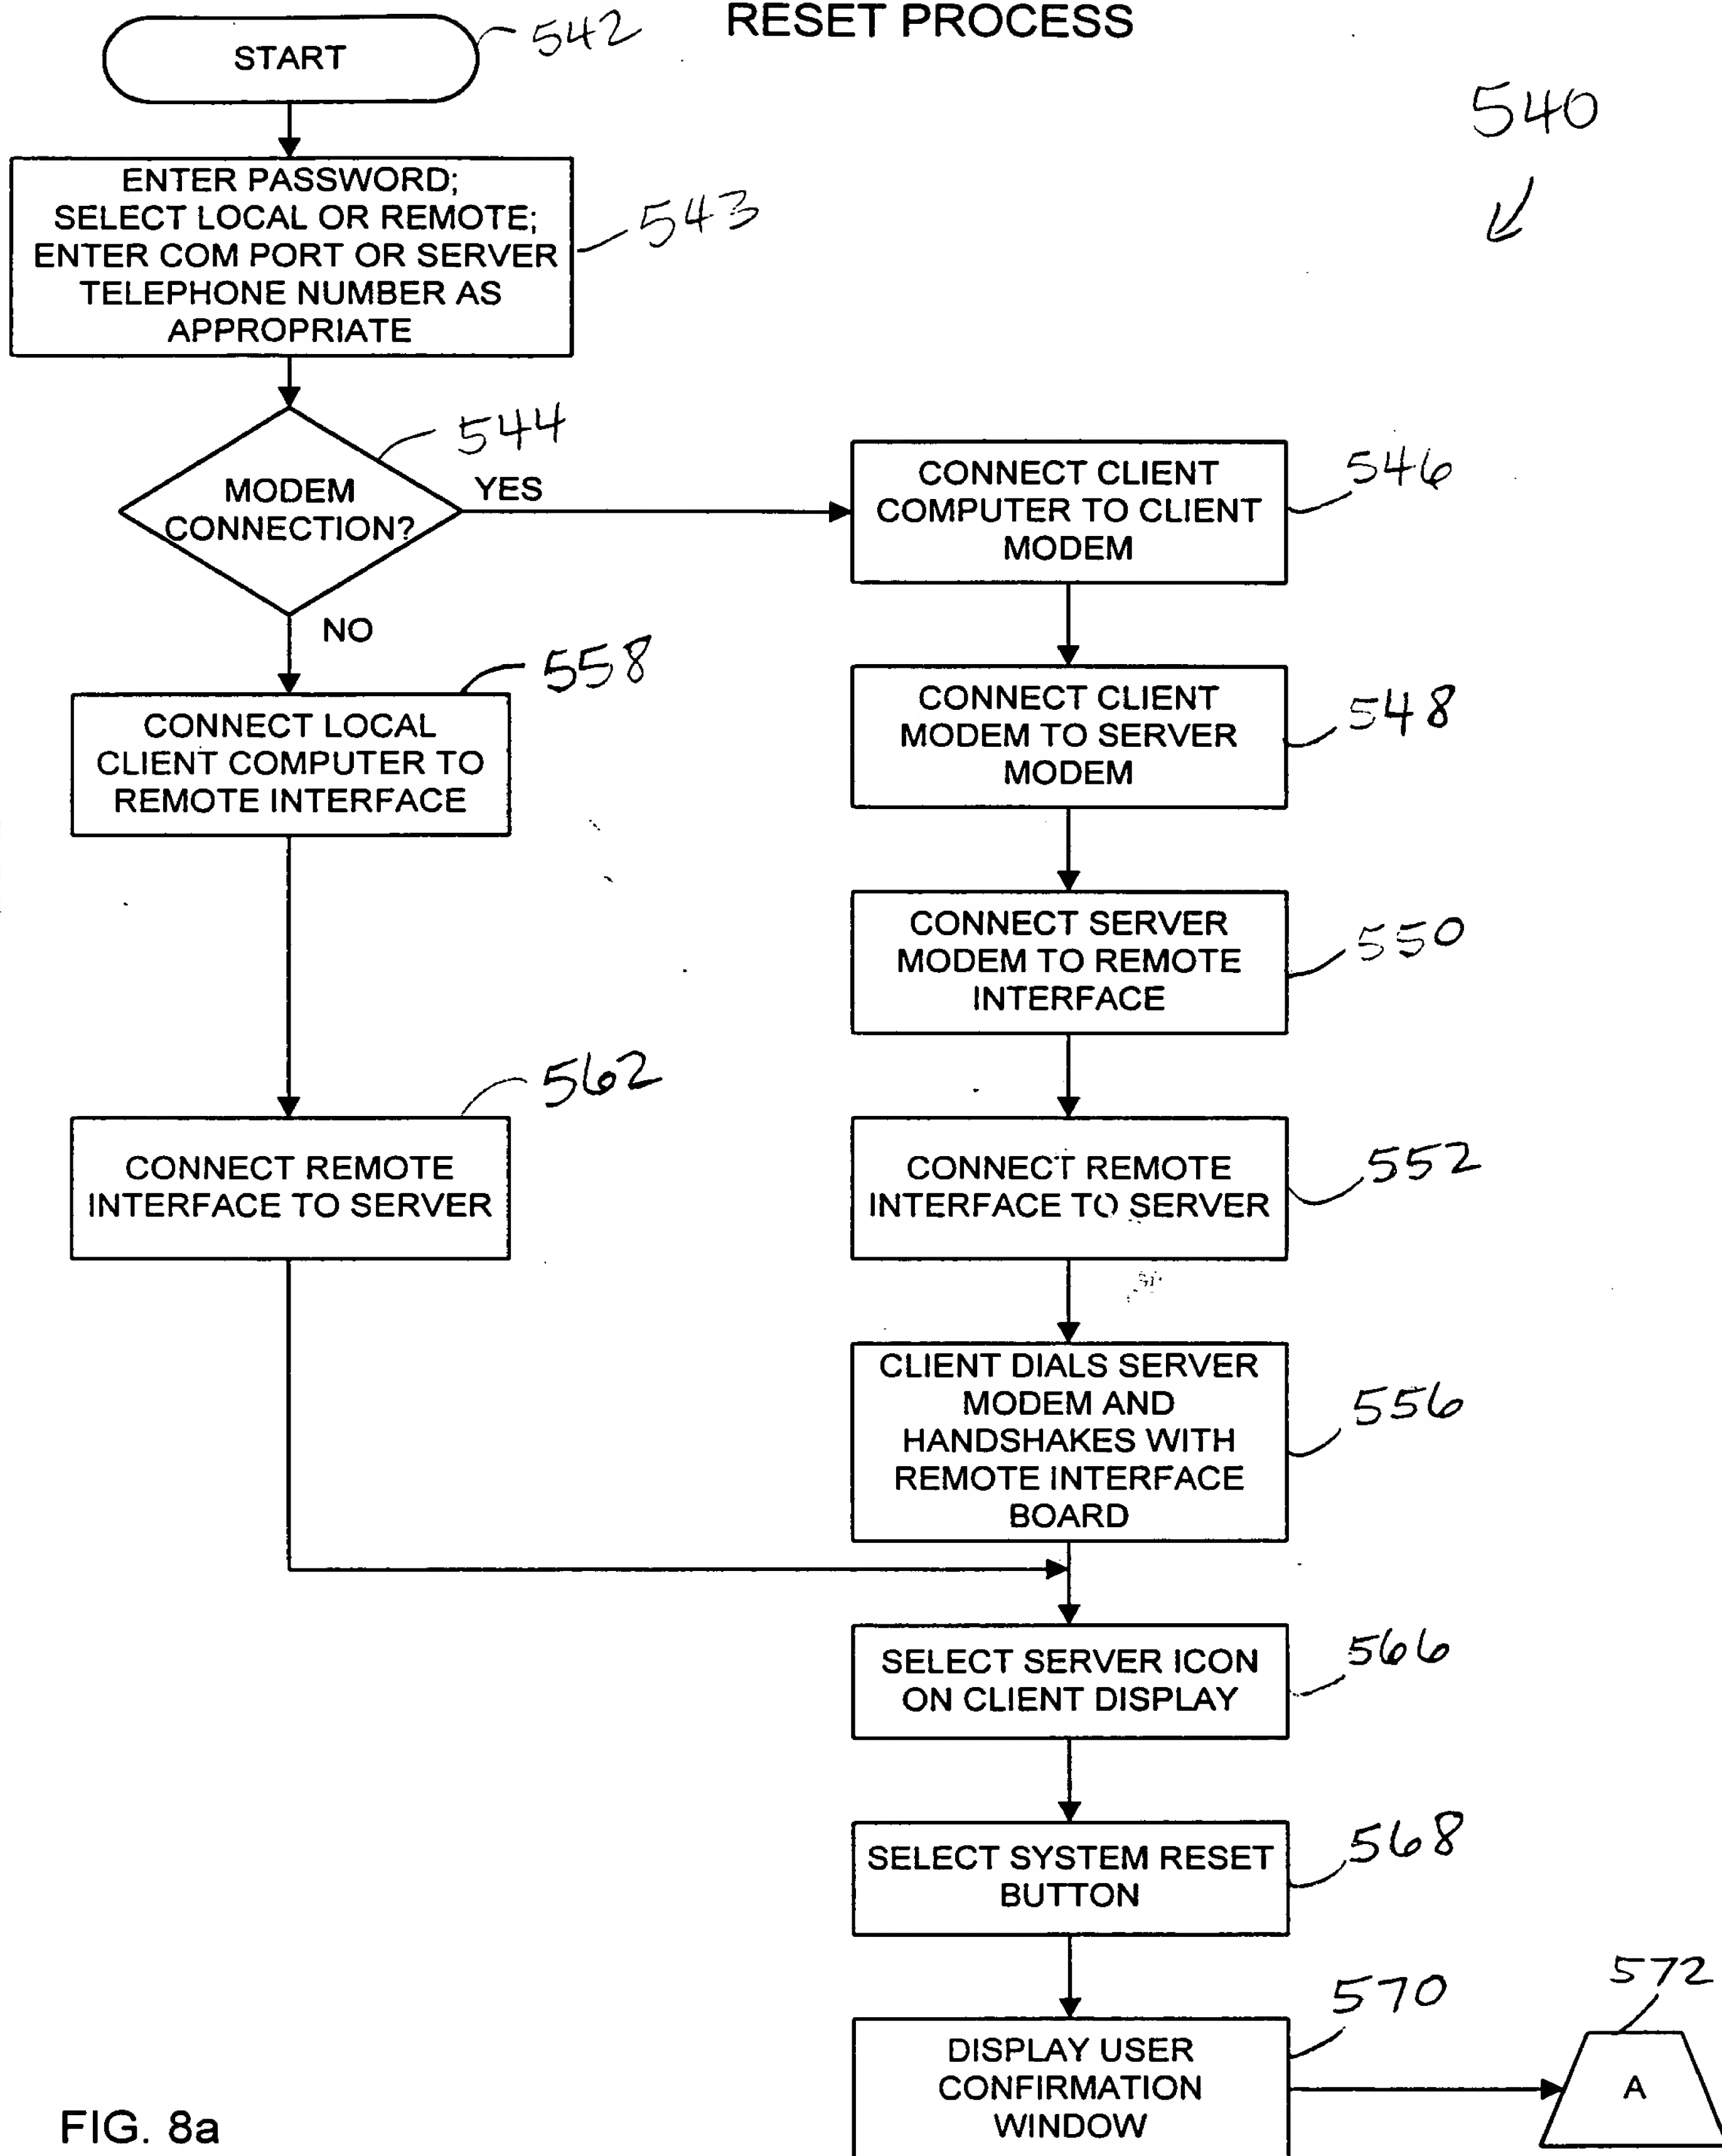 RESET PROCESS
START
542
540
ENTER PASSWORD;
SELECT LOCAL OR REMOTE;
ENTER COM PORT OR SERVER
TELEPHONE NUMBER AS
APPROPRIATE
543
MODEM
CONNECTION?
544
YES
NO
CONNECT CLIENT
COMPUTER TO CLIENT
MODEM
546
CONNECT LOCAL
CLIENT COMPUTER TO
REMOTE INTERFACE
558
CONNECT CLIENT
MODEM TO SERVER
MODEM
548
CONNECT SERVER
MODEM TO REMOTE
INTERFACE
550
CONNECT REMOTE
INTERFACE TO SERVER
562
CONNECT REMOTE
INTERFACE TO SERVER
552
CLIENT DIALS SERVER
MODEM AND
HANDSHAKES WITH
REMOTE INTERFACE
BOARD
556
SELECT SERVER ICON
ON CLIENT DISPLAY
566
SELECT SYSTEM RESET
BUTTON
568
DISPLAY USER
CONFIRMATION
WINDOW
570
572
A
FIG. 8a